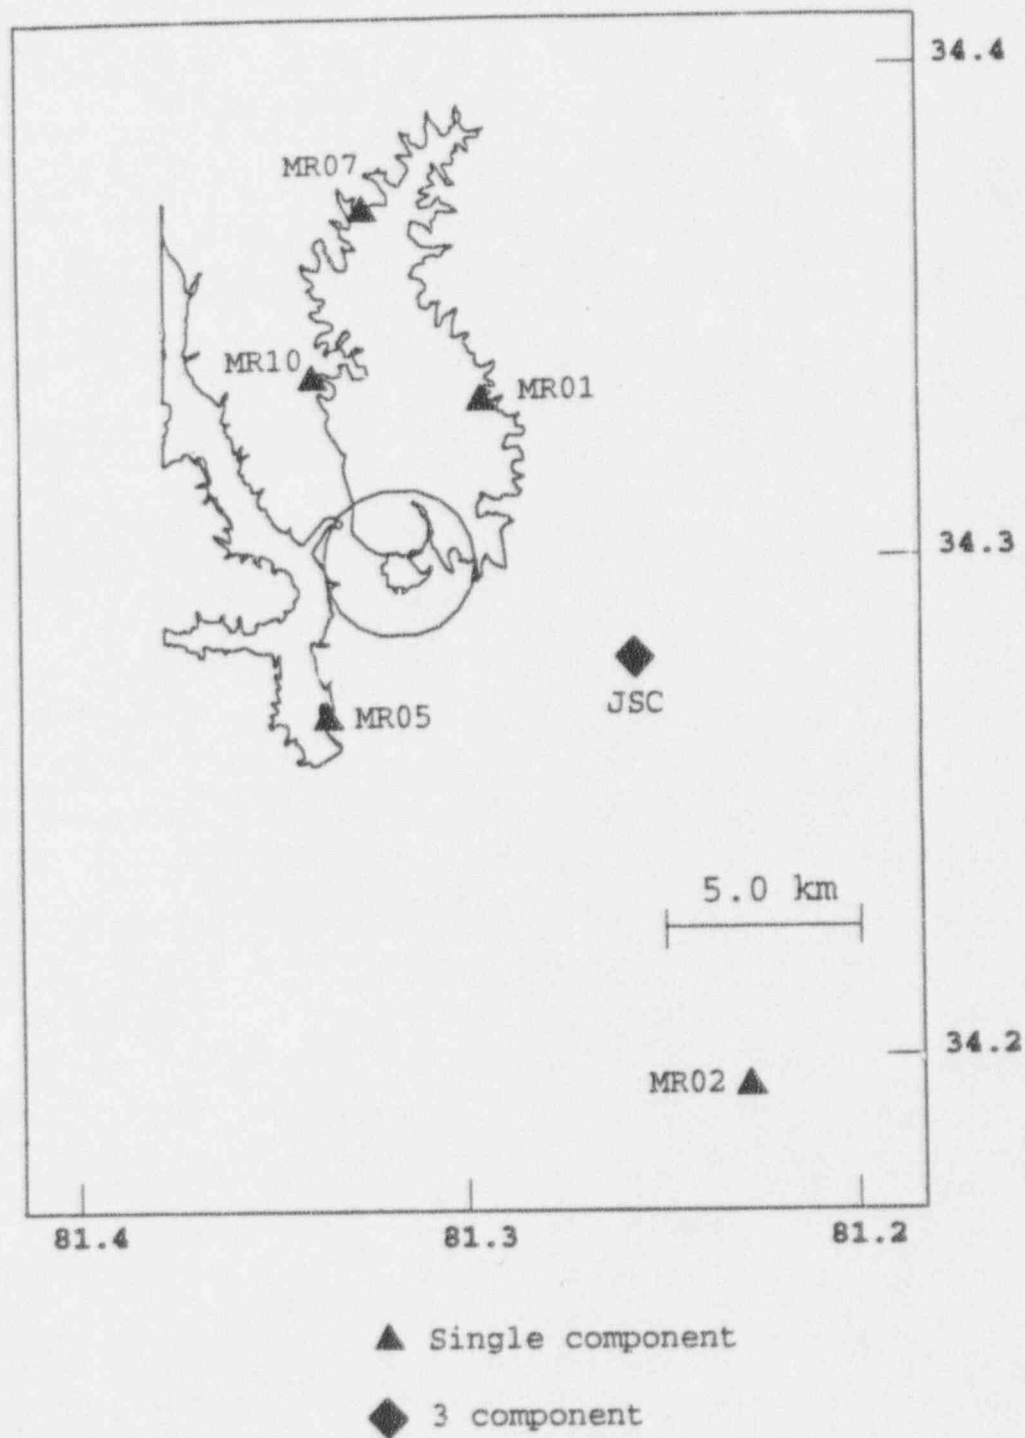 34.4
MR07
MR10
MR01
34.3
JSC
MR05
5.0 km
34.2
MR02
81.4
81.3
81.2
Single component
3 component